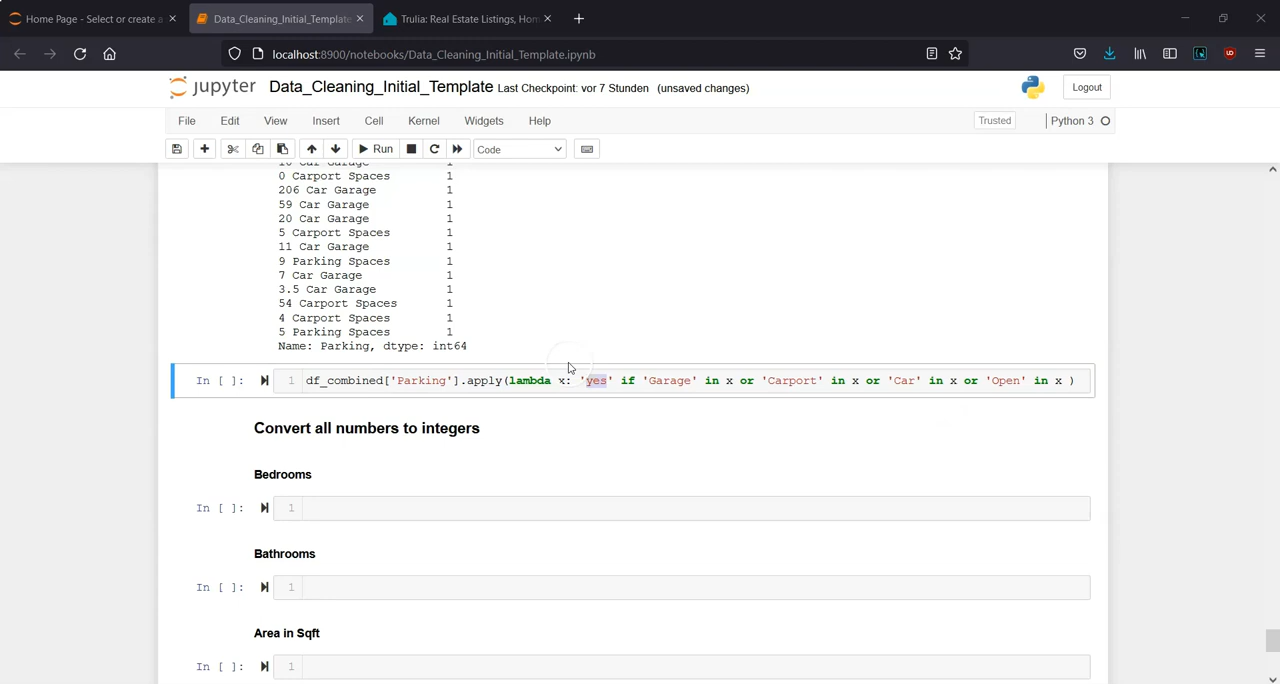 Home Page - Select or create a
Data_Cleaning_Initial_Template
Trulia: Real Estate Listings, Hom
localhost:8900/notebooks/Data_Cleaning_Initial_Template.ipynb
jupyter Data_Cleaning_Initial_Template Last Checkpoint: vor 7 Stunden (unsaved changes)
Logout
File Edit View Insert Cell Kernel Widgets Help
Trusted
Python 3
Run
Code
10 Car Garage 1
0 Carport Spaces 1
206 Car Garage 1
59 Car Garage 1
20 Car Garage 1
5 Carport Spaces 1
11 Car Garage 1
9 Parking Spaces 1
7 Car Garage 1
3.5 Car Garage 1
54 Carport Spaces 1
4 Carport Spaces 1
5 Parking Spaces 1
Name: Parking, dtype: int64
In [ ]: 1 df_combined['Parking'].apply(lambda x: 'yes' if 'Garage' in x or 'Carport' in x or 'Car' in x or 'Open' in x )
Convert all numbers to integers
Bedrooms
In [ ]: 1
Bathrooms
In [ ]: 1
Area in Sqft
In [ ]: 1